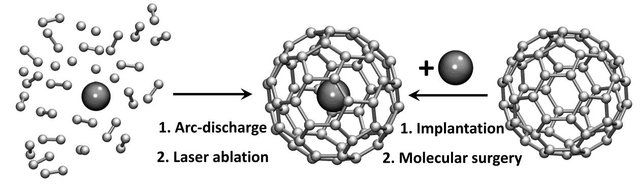 +
1. Arc-discharge
2. Laser ablation
1. Implantation
2. Molecular surgery